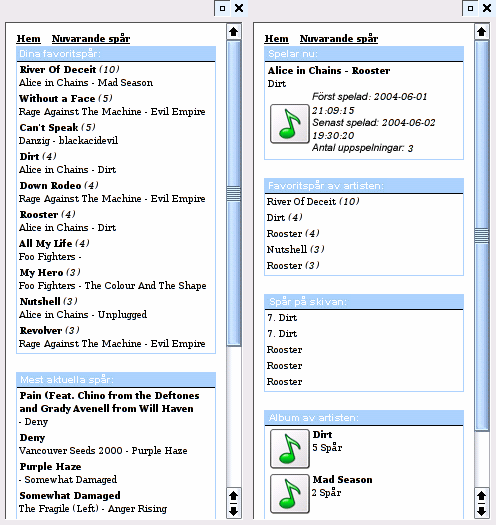 Hem Nuvarande spår
Dina favoritspår:
River Of Deceit (10)
Alice in Chains - Mad Season
Without a Face (5)
Rage Against The Machine - Evil Empire
Can't Speak (5)
Danzig - blackacidevil
Dirt (4)
Alice in Chains - Dirt
Down Rodeo (4)
Rage Against The Machine - Evil Empire
Rooster (4)
Alice in Chains - Dirt
All My Life (4)
Foo Fighters -
My Hero (3)
Foo Fighters - The Colour And The Shape
Nutshell (3)
Alice in Chains - Unplugged
Revolver (3)
Rage Against The Machine - Evil Empire
Mest aktuella spår:
Pain (Feat. Chino from the Deftones
and Grady Avenell from Will Haven
- Deny
Deny
Vancouver Seeds 2000 - Purple Haze
Purple Haze
- Somewhat Damaged
Somewhat Damaged
The Fragile (Left) - Anger Rising
Hem Nuvarande spår
Spelar nu:
Alice in Chains - Rooster
Dirt
Först spelad: 2004-06-01
21:09:15
Senast spelad: 2004-06-02
19:30:20
Antal uppspelningar: 3
Favoritspår av artisten:
River Of Deceit (10)
Dirt (4)
Rooster (4)
Nutshell (3)
Rooster (3)
Spår på skivan:
7. Dirt
7. Dirt
Rooster
Rooster
Rooster
Album av artisten:
Dirt
5 Spår
Mad Season
2 Spår